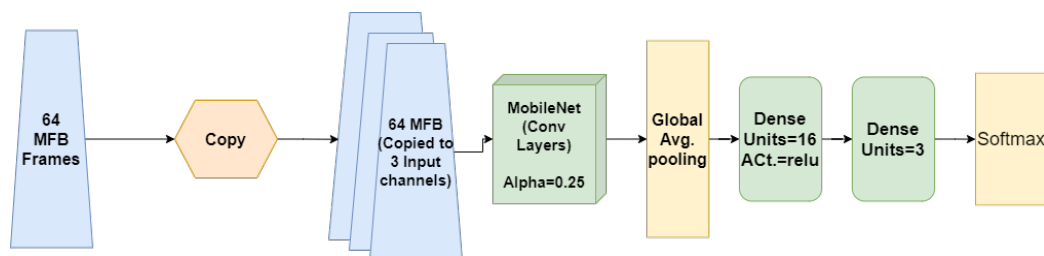 64
MFB
Frames
Copy
64 MFB
(Copied to
3 Input
channels)
MobileNet
(Conv
Layers)
Alpha=0.25
Global
Avg.
pooling
Dense
Units=16
ACt.=relu
Dense
Units=3
Softmax